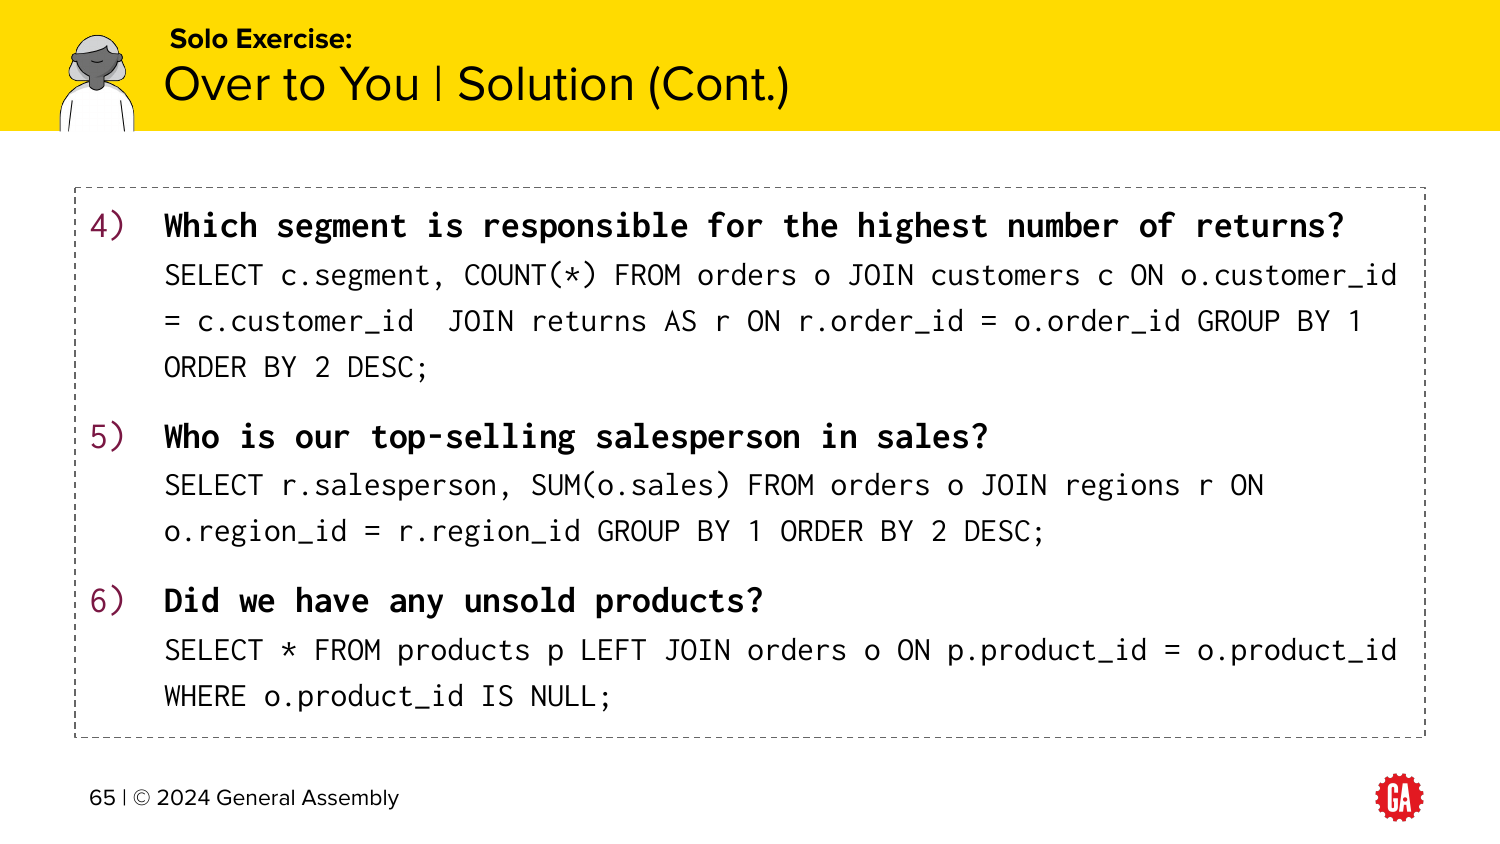 Solo Exercise:
Over to You | Solution (Cont.)
4) Which segment is responsible for the highest number of returns?
SELECT c.segment, COUNT(*) FROM orders o JOIN customers c ON o.customer_id
= c.customer_id  JOIN returns AS r ON r.order_id = o.order_id GROUP BY 1
ORDER BY 2 DESC;
5) Who is our top-selling salesperson in sales?
SELECT r.salesperson, SUM(o.sales) FROM orders o JOIN regions r ON
o.region_id = r.region_id GROUP BY 1 ORDER BY 2 DESC;
6) Did we have any unsold products?
SELECT * FROM products p LEFT JOIN orders o ON p.product_id = o.product_id
WHERE o.product_id IS NULL;
65 | © 2024 General Assembly
GA